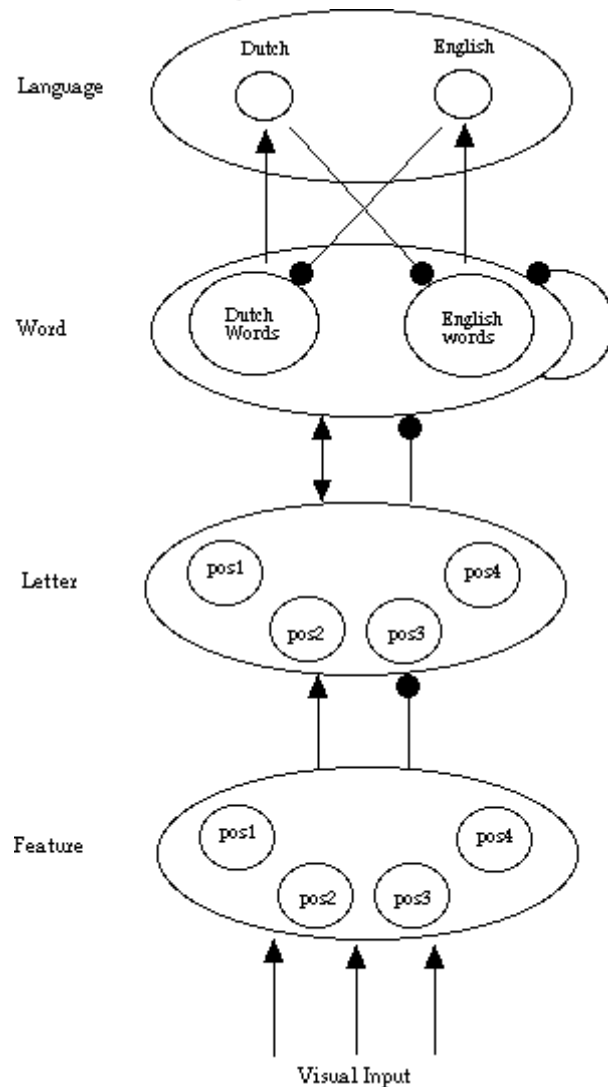 Dutch English
Language
Word
Dutch
Words
English
words
Letter
pos1 pos4
pos2 pos3
Feature
pos1 pos4
pos2 pos3
Visual Input